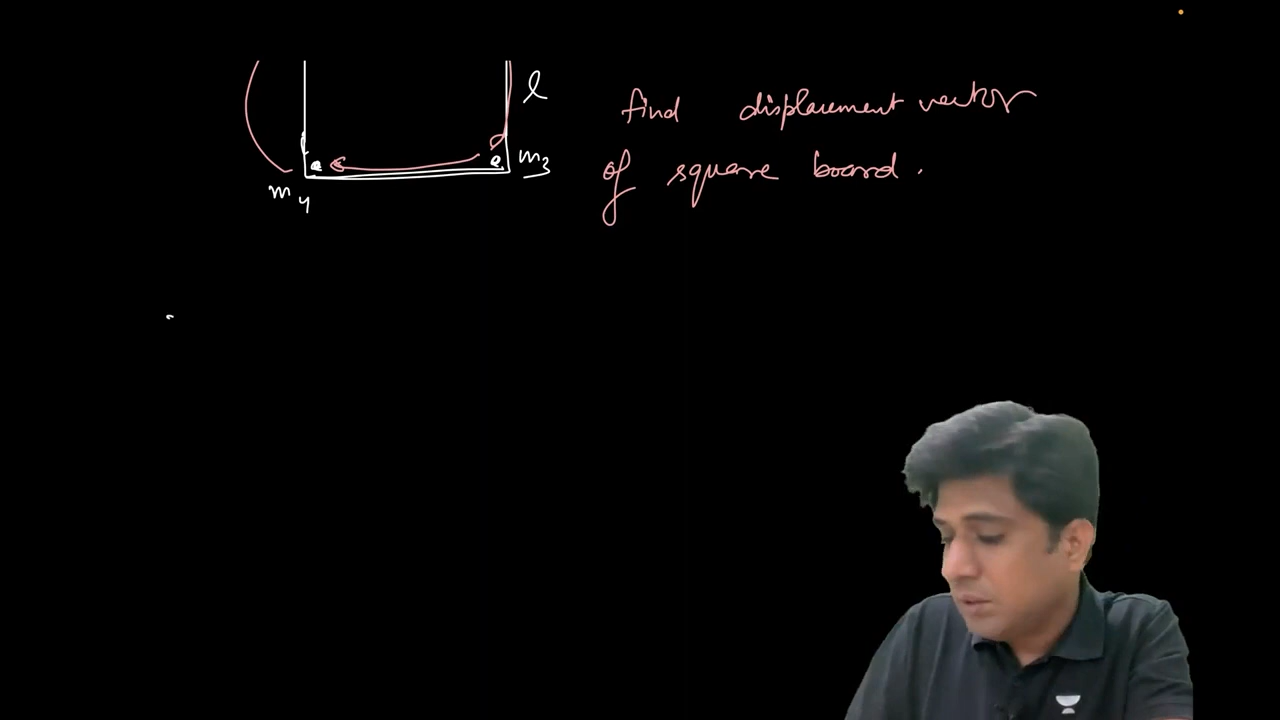 l
find displacement vector
m3
of square board.
m4